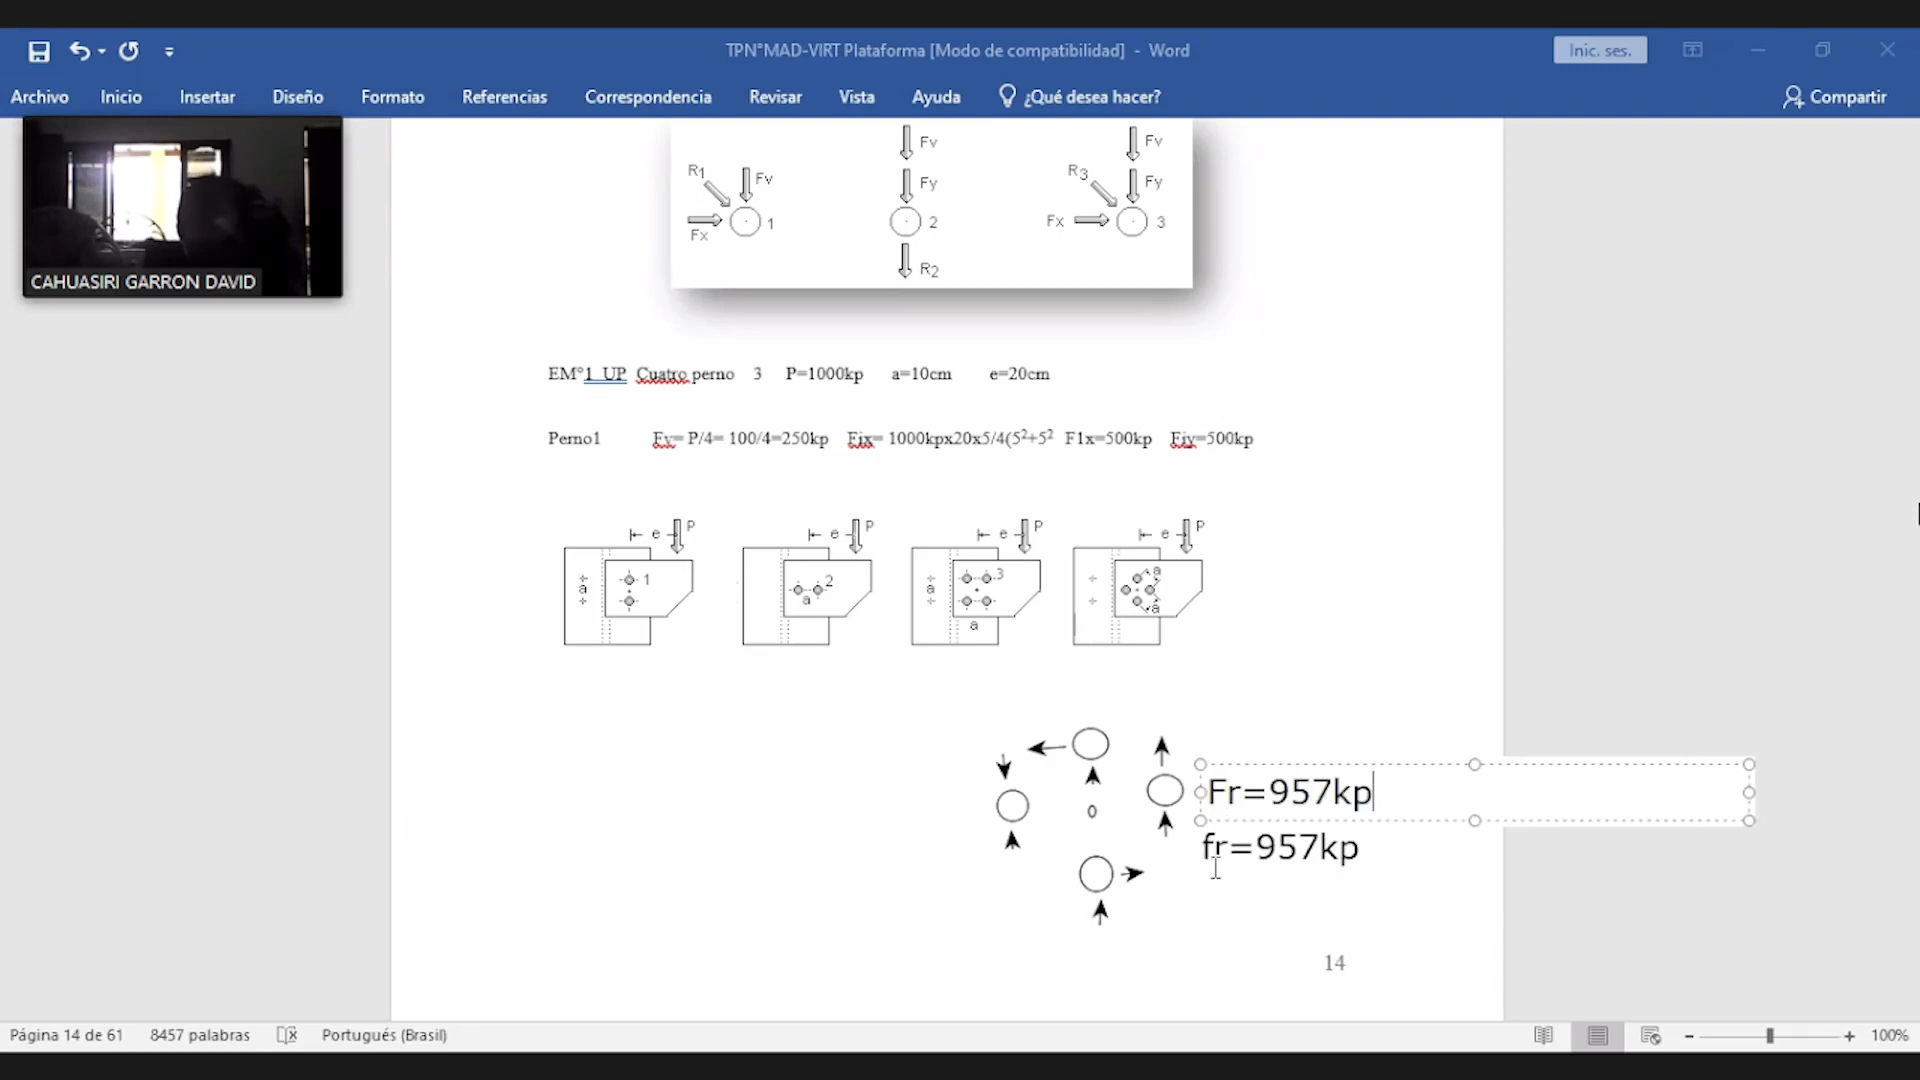 TPN°MAD-VIRT Plataforma [Modo de compatibilidad] - Word
Inic. ses.
Archivo Inicio Insertar Diseño Formato Referencias Correspondencia Revisar Vista Ayuda ¿Qué desea hacer? Compartir
CAHUASIRI GARRON DAVID
R1 Fv Fx 1
Fv Fy 2 R2
Fv R3 Fy Fx 3
EM°1 UP Cuatro perno 3 P=1000kp a=10cm e=20cm
Perno1 Fv= P/4= 100/4=250kp Fix= 1000kpx20x5/4(5²+5² F1x=500kp Fiy=500kp
e P a 1
e P 2 a
e P a 3 a
e P a a
Fr=957kp
fr=957kp
14
Página 14 de 61 8457 palabras Portugués (Brasil) 100%